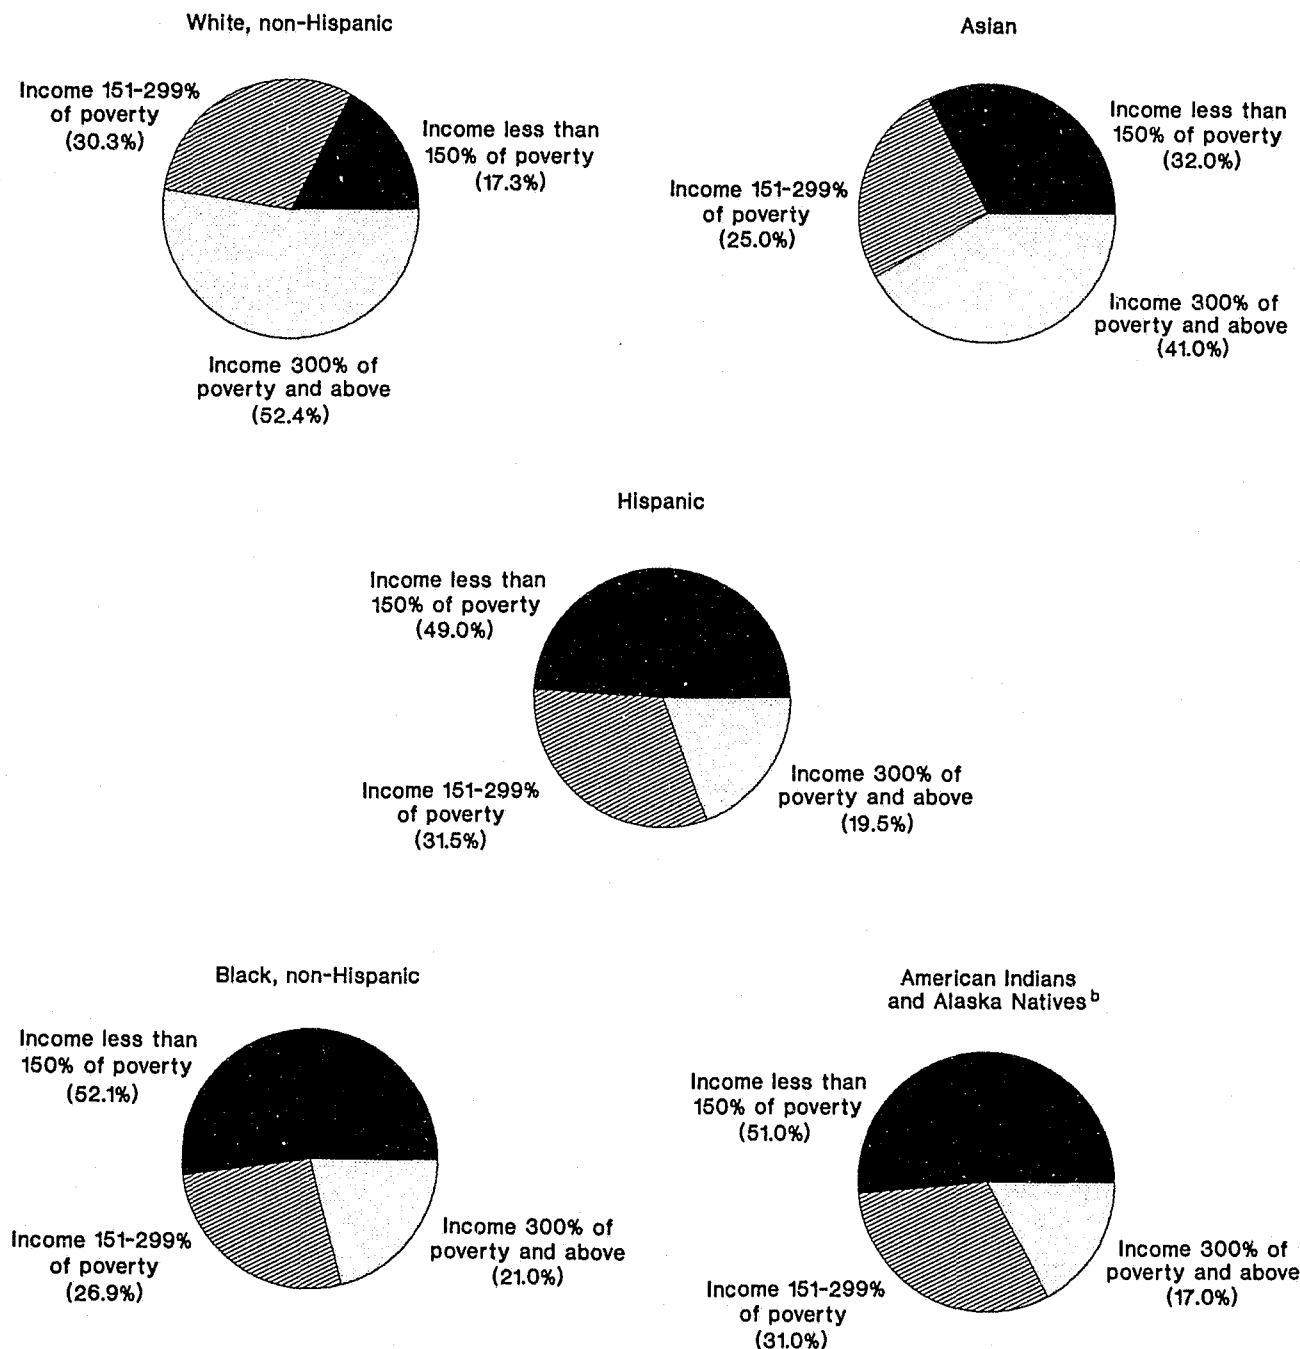 White, non-Hispanic
Income 151-299%
of poverty
(30.3%)
Income less than
150% of poverty
(17.3%)
Income 300% of
poverty and above
(52.4%)
Asian
Income less than
150% of poverty
(32.0%)
Income 151-299%
of poverty
(25.0%)
Income 300% of
poverty and above
(41.0%)
Hispanic
Income less than
150% of poverty
(49.0%)
Income 151-299%
of poverty
(31.5%)
Income 300% of
poverty and above
(19.5%)
Black, non-Hispanic
Income less than
150% of poverty
(52.1%)
Income 151-299%
of poverty
(26.9%)
Income 300% of
poverty and above
(21.0%)
American Indians
and Alaska Natives b
Income less than
150% of poverty
(51.0%)
Income 151-299%
of poverty
(31.0%)
Income 300% of
poverty and above
(17.0%)